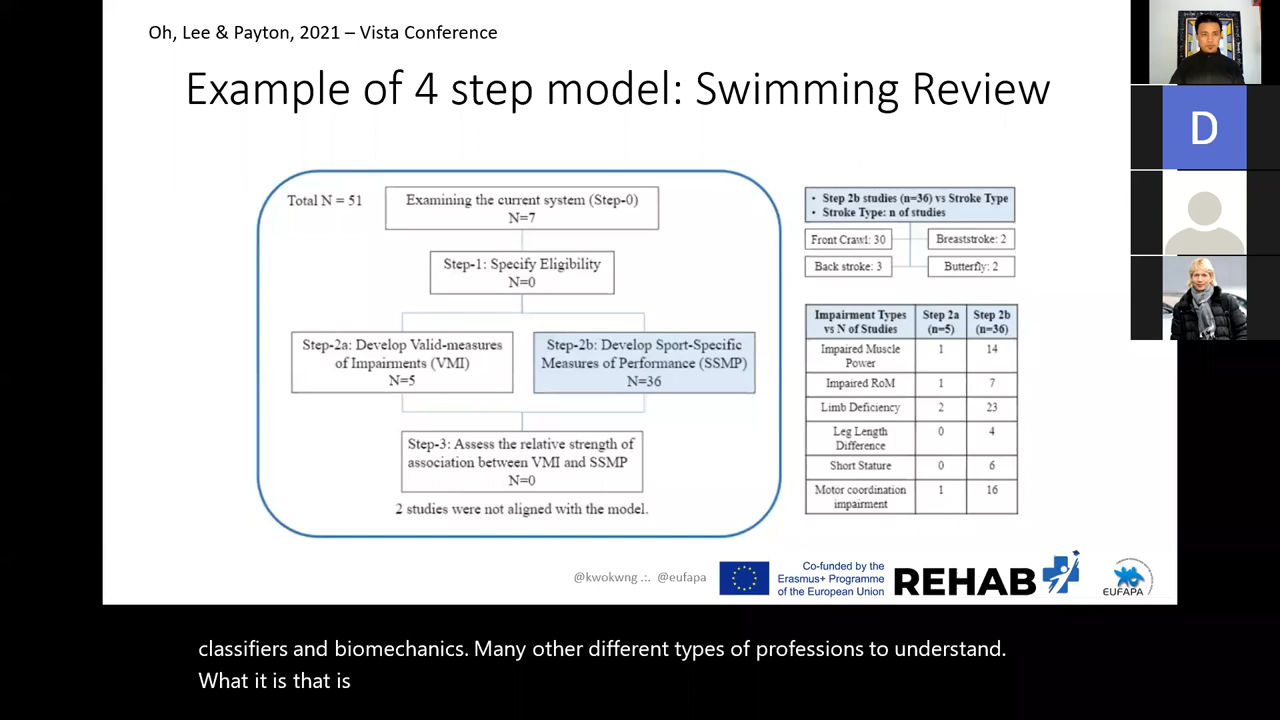 Oh, Lee & Payton, 2021 – Vista Conference
Example of 4 step model: Swimming Review
Total N = 51
Examining the current system (Step-0)
N=7
Step-1: Specify Eligibility
N=0
Step-2a: Develop Valid-measures
of Impairments (VMI)
N=5
Step-2b: Develop Sport-Specific
Measures of Performance (SSMP)
N=36
Step-3: Assess the relative strength of
association between VMI and SSMP
N=0
2 studies were not aligned with the model.
• Step 2b studies (n=36) vs Stroke Type
• Stroke Type: n of studies
Front Crawl: 30
Breaststroke: 2
Back stroke: 3
Butterfly: 2
Impairment Types Step 2a Step 2b
vs N of Studies (n=5) (n=36)
Impaired Muscle 1 14
Power
Impaired RoM 1 7
Limb Deficiency 2 23
Leg Length 0 4
Difference
Short Stature 0 6
Motor coordination 1 16
impairment
@kwokwng .:. @eufapa
Co-funded by the
Erasmus+ Programme
of the European Union
REHAB
EUFAPA
D
classifiers and biomechanics. Many other different types of professions to understand.
What it is that is